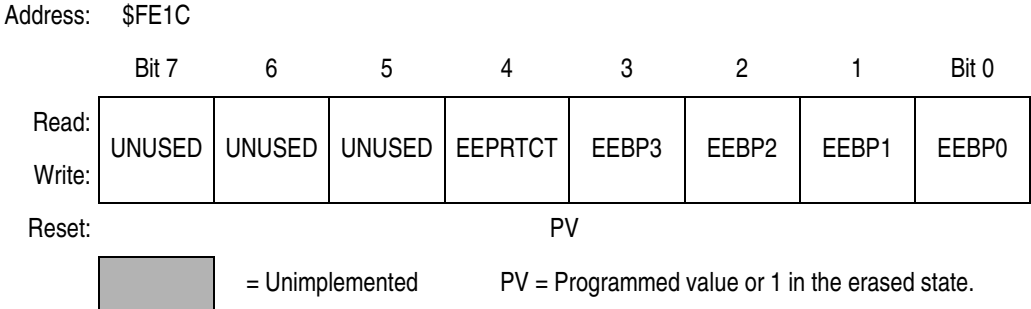 Address: $FE1C
Bit 7 6 5 4 3 2 1 Bit 0
Read:
UNUSED UNUSED UNUSED EEPRTCT EEBP3 EEBP2 EEBP1 EEBP0
Write:
Reset: PV
= Unimplemented PV = Programmed value or 1 in the erased state.